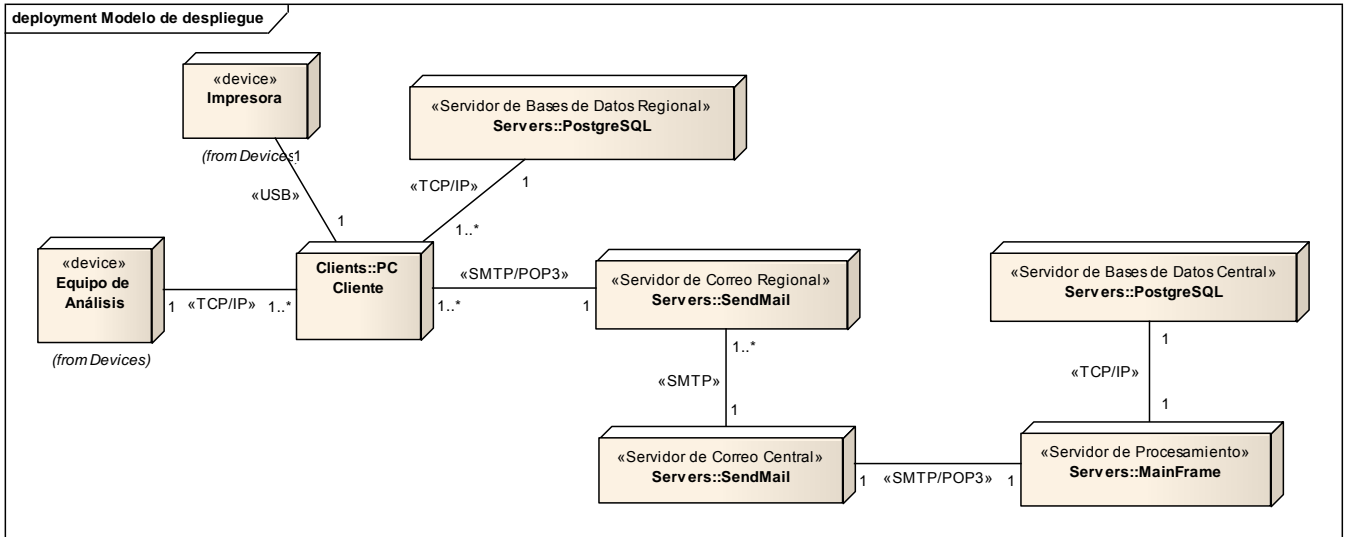 deployment Modelo de despliegue
«device»
Impresora
(from Devices)
1
«USB»
1
«Servidor de Bases de Datos Regional»
Servers::PostgreSQL
«TCP/IP»
1
1..*
«device»
Equipo de
Análisis
(from Devices)
1
«TCP/IP»
1..*
Clients::PC
Cliente
«SMTP/POP3»
1..*
1
«Servidor de Correo Regional»
Servers::SendMail
1..*
«SMTP»
1
«Servidor de Bases de Datos Central»
Servers::PostgreSQL
1
«TCP/IP»
1
«Servidor de Correo Central»
Servers::SendMail
1
«SMTP/POP3»
1
«Servidor de Procesamiento»
Servers::MainFrame